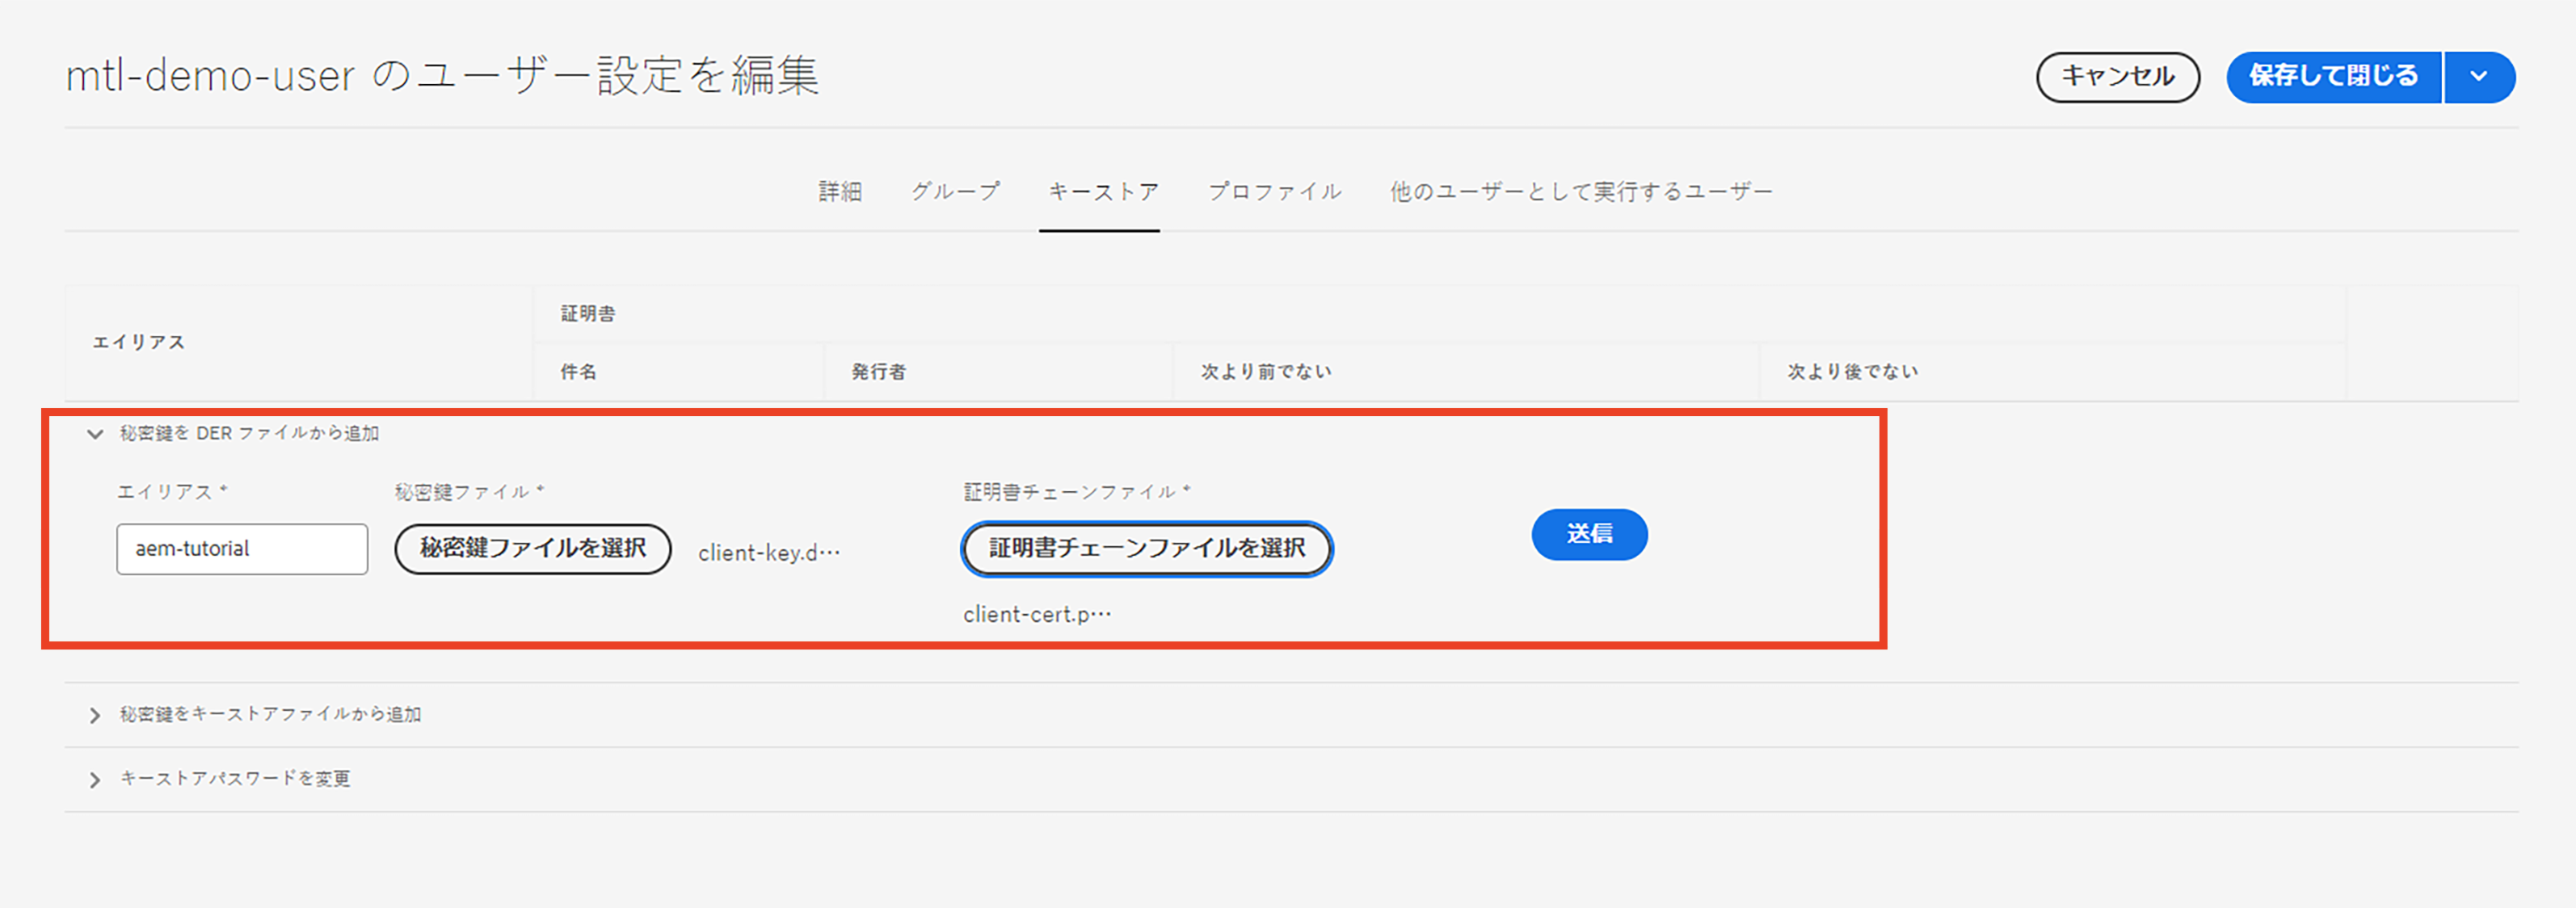 mtl-demo-user のユーザー設定を編集
キャンセル
保存して閉じる
詳細 グループ キーストア プロファイル 他のユーザーとして実行するユーザー
エイリアス
証明書
件名 発行者 次より前でない 次より後でない
秘密鍵を DER ファイルから追加
エイリアス * 秘密鍵ファイル * 証明書チェーンファイル *
aem-tutorial 秘密鍵ファイルを選択 client-key.d… 証明書チェーンファイルを選択 送信
client-cert.p…
秘密鍵をキーストアファイルから追加
キーストアパスワードを変更